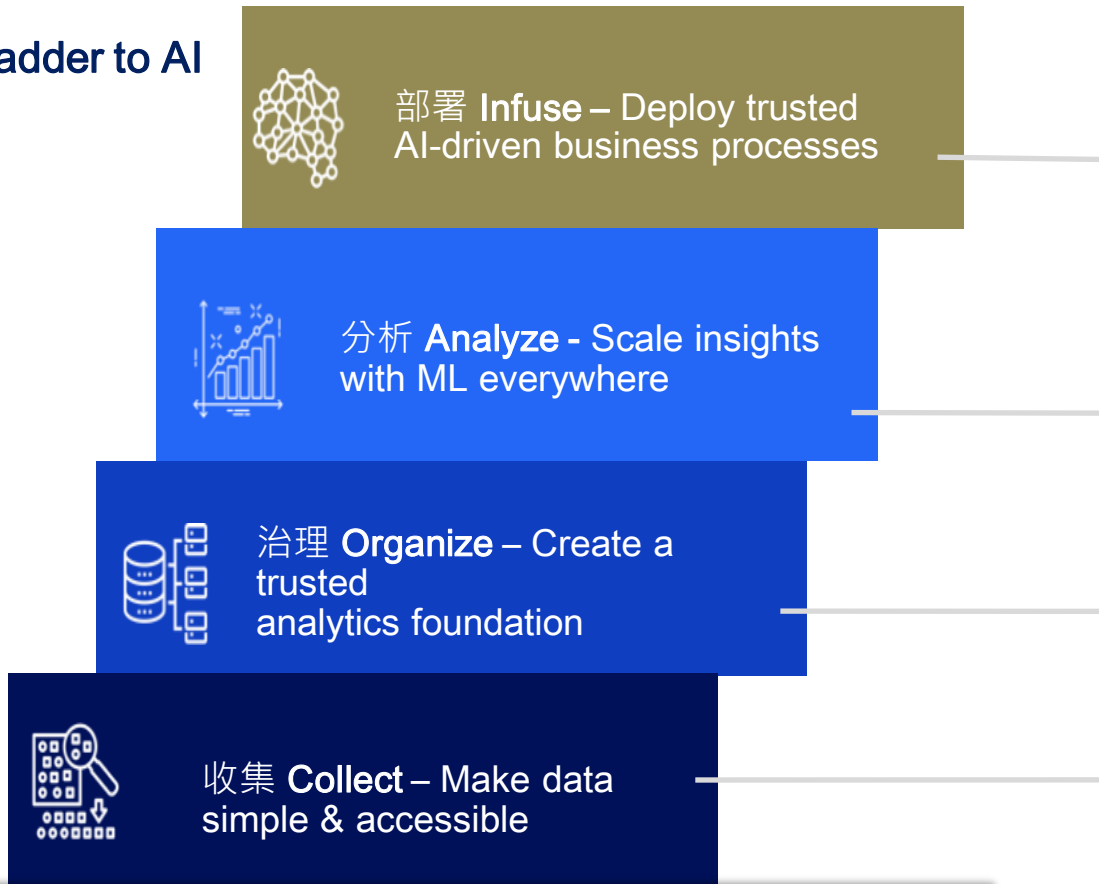 adder to AI
部署 Infuse – Deploy trusted
AI-driven business processes
分析 Analyze - Scale insights
with ML everywhere
治理 Organize – Create a
trusted
analytics foundation
收集 Collect – Make data
simple & accessible